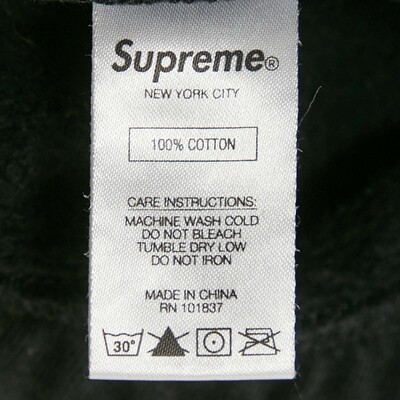 Supreme®
NEW YORK CITY
100% COTTON
CARE INSTRUCTIONS:
MACHINE WASH COLD
DO NOT BLEACH
TUMBLE DRY LOW
DO NOT IRON
MADE IN CHINA
RN 101837
30°